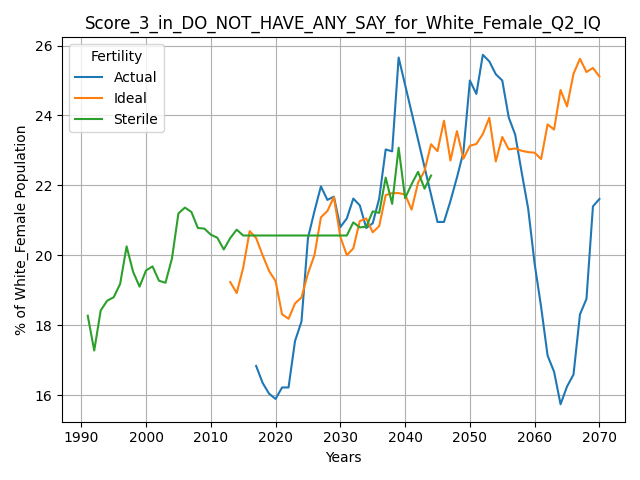 Score_3_in_DO_NOT_HAVE_ANY_SAY_for_White_Female_Q2_IQ
Fertility
Actual
Ideal
Sterile
% of White_Female Population
26
24
22
20
18
16
1990 2000 2010 2020 2030 2040 2050 2060 2070
Years